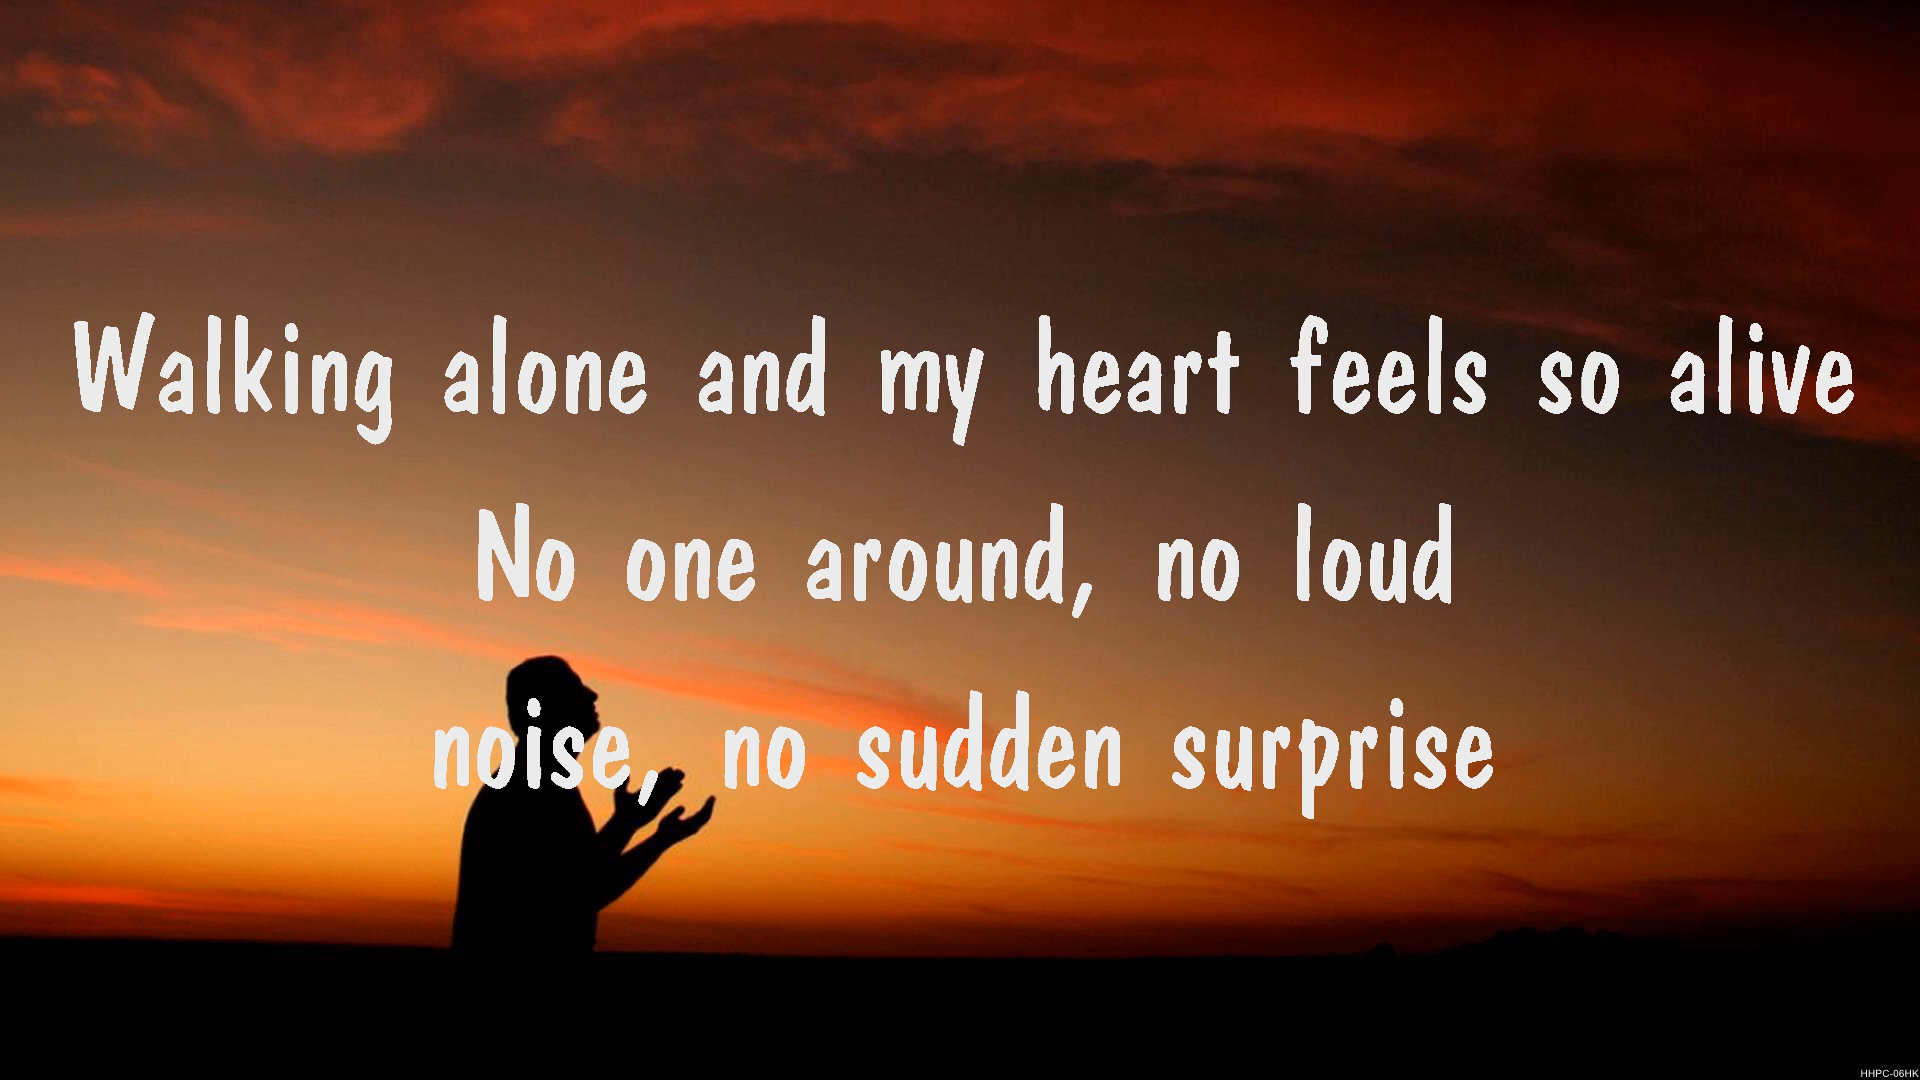 Walking alone and my heart feels so alive
No one around, no loud
noise, no sudden surprise
HHPC-06HK